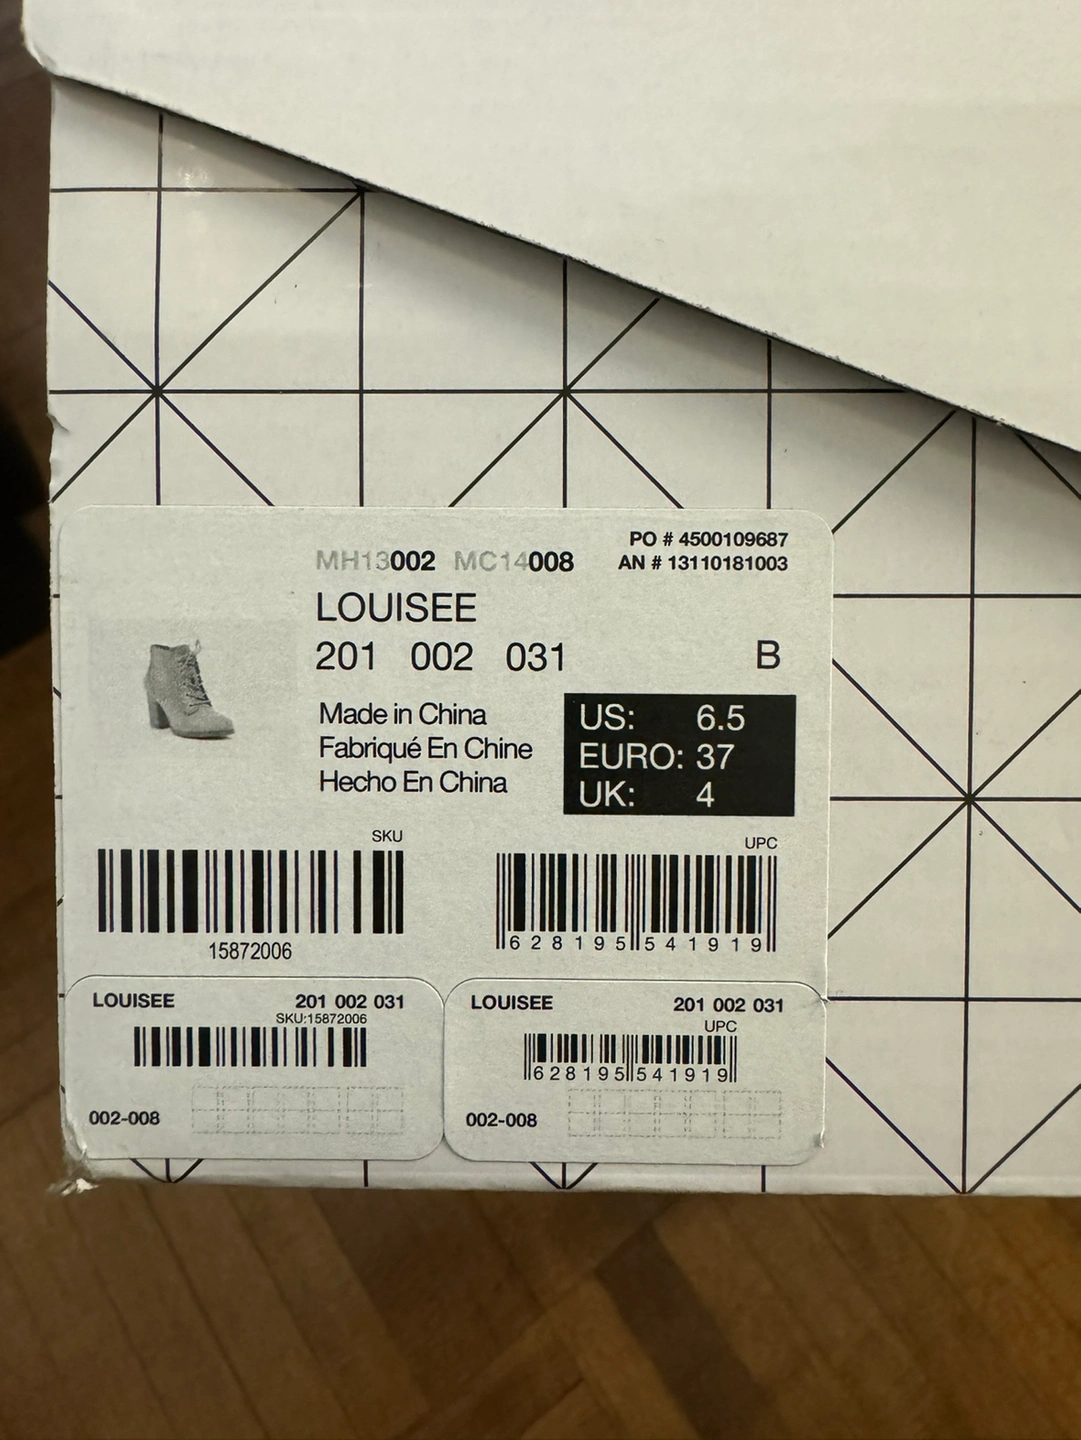 MH13002 MC14008
PO # 4500109687
AN # 13110181003
LOUISEE
201 002 031 B
Made in China
Fabriqué En Chine
Hecho En China
US: 6.5
EURO: 37
UK: 4
SKU
15872006
UPC
628195 541919
LOUISEE 201 002 031
SKU:15872006
002-008
LOUISEE 201 002 031
UPC
628195 541919
002-008